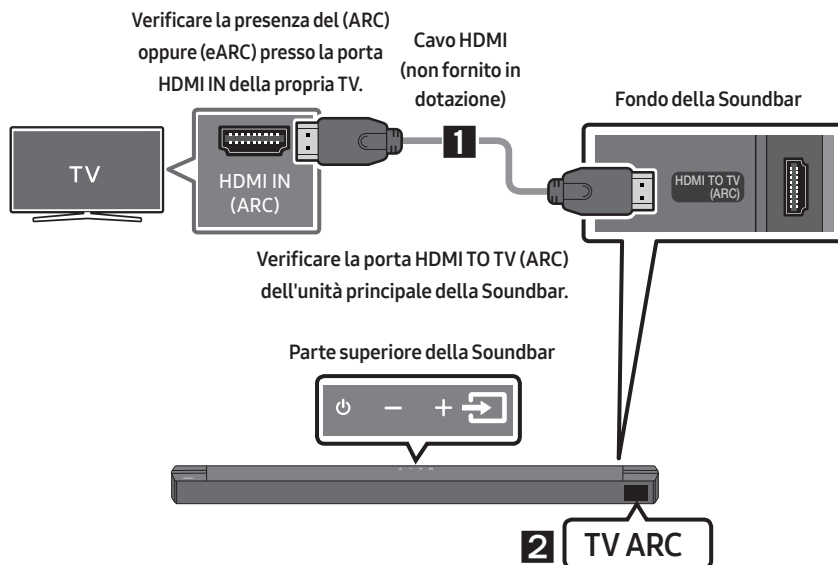 Verificare la presenza del (ARC)
oppure (eARC) presso la porta
HDMI IN della propria TV.
Cavo HDMI
(non fornito in
dotazione)
Fondo della Soundbar
TV
HDMI IN
(ARC)
1
HDMI TO TV
(ARC)
Verificare la porta HDMI TO TV (ARC)
dell'unità principale della Soundbar.
Parte superiore della Soundbar
2
TV ARC